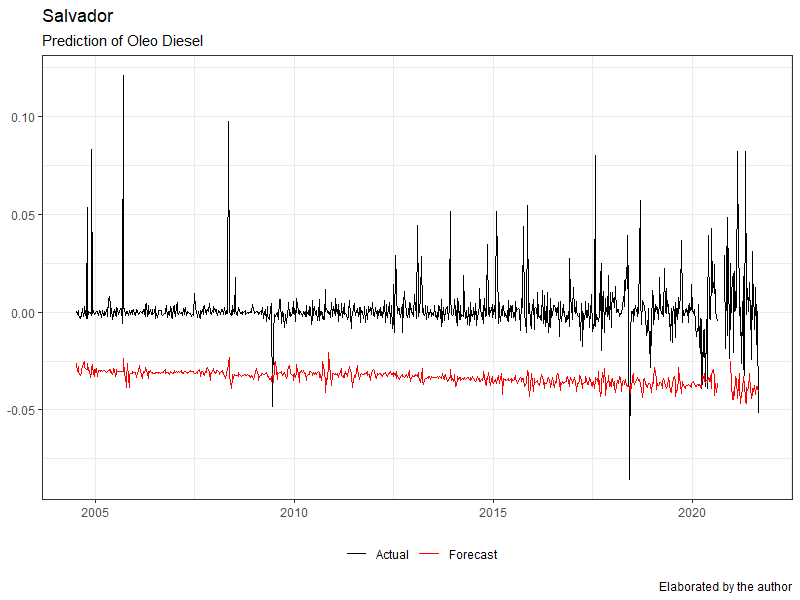 Salvador
Prediction of Oleo Diesel
0.10
0.05
0.00
-0.05
2005 2010 2015 2020
Actual Forecast
Elaborated by the author